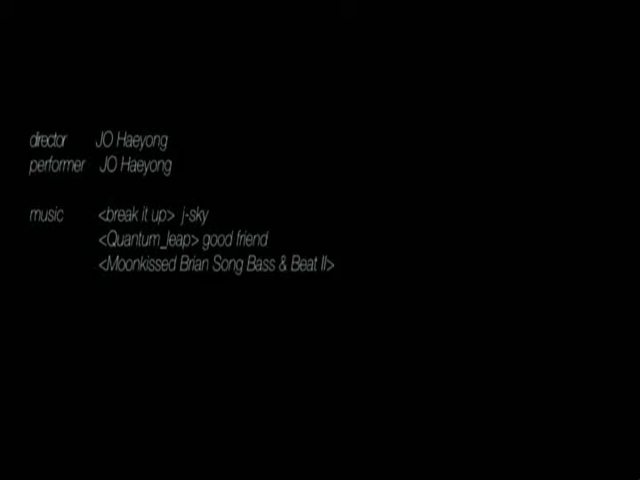 director JO Haeyong
performer JO Haeyong
music <break it up> j-sky
<Quantum_leap> good friend
<Moonkissed Brian Song Bass & Beat II>